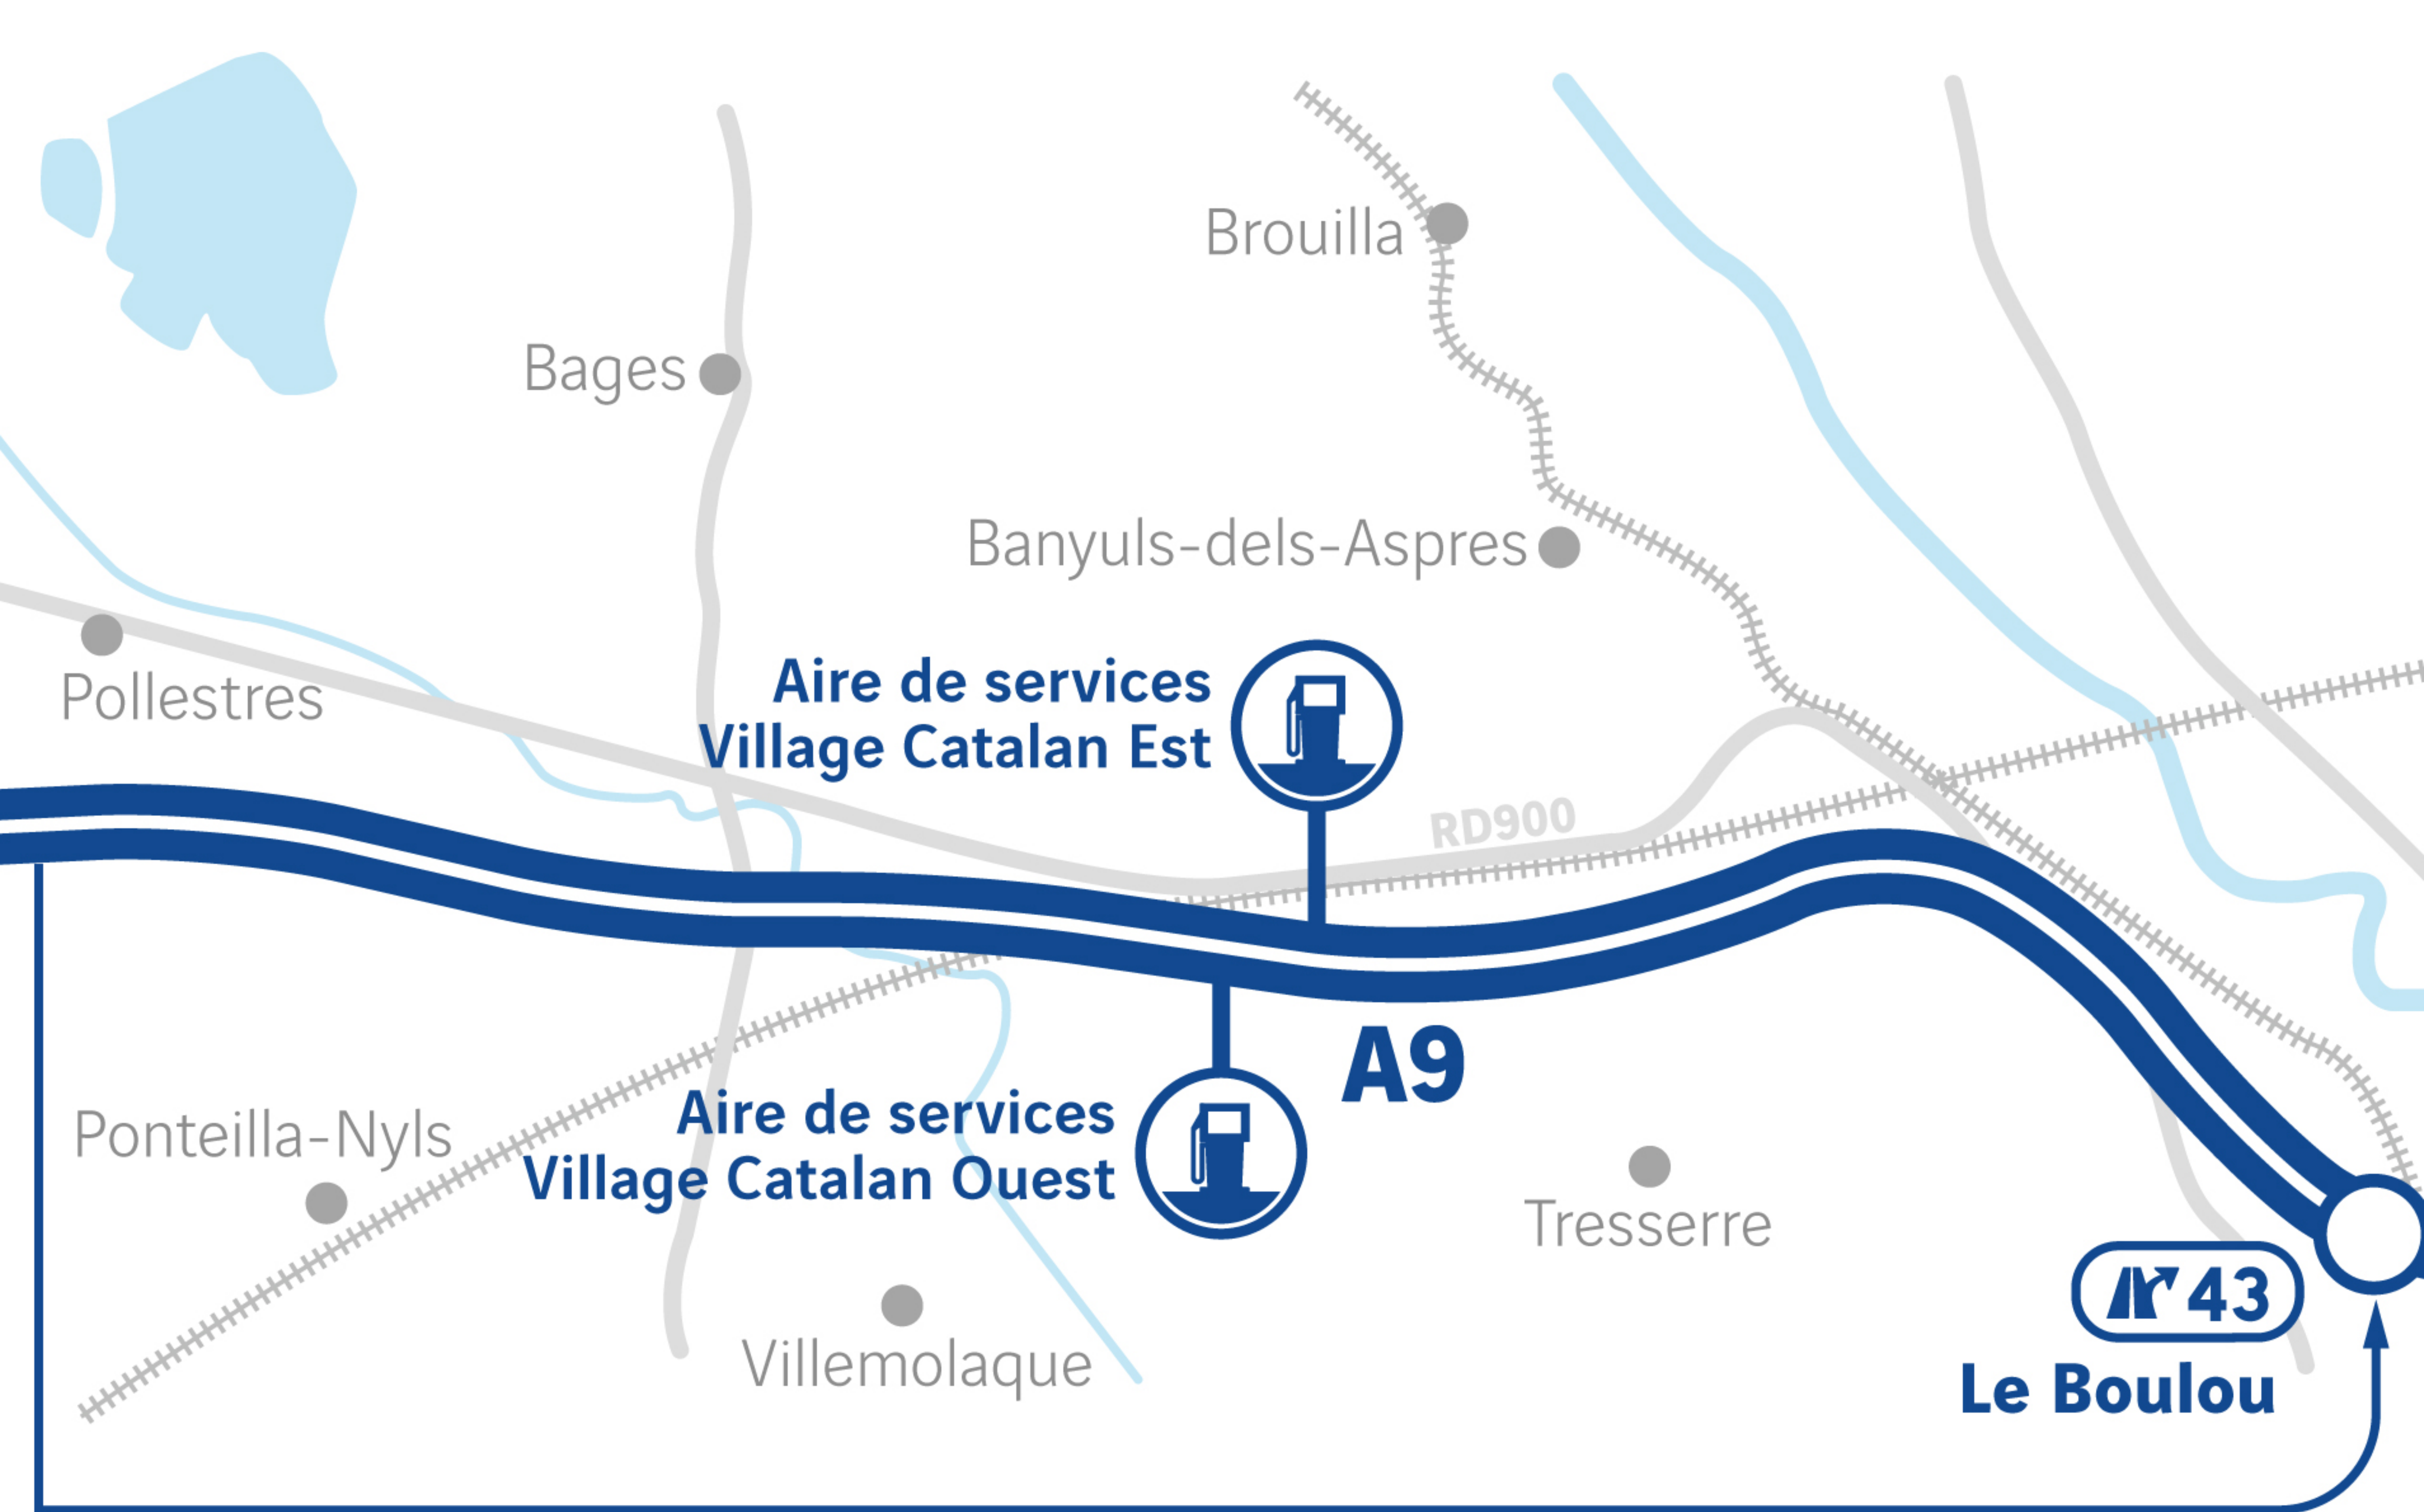 Brouilla
Bages
Banyuls-dels-Aspres
Pollestres
Aire de services
Village Catalan Est
RD900
A9
Ponteilla-Nyls
Aire de services
Village Catalan Ouest
Tresserre
43
Le Boulou
Villemolaque